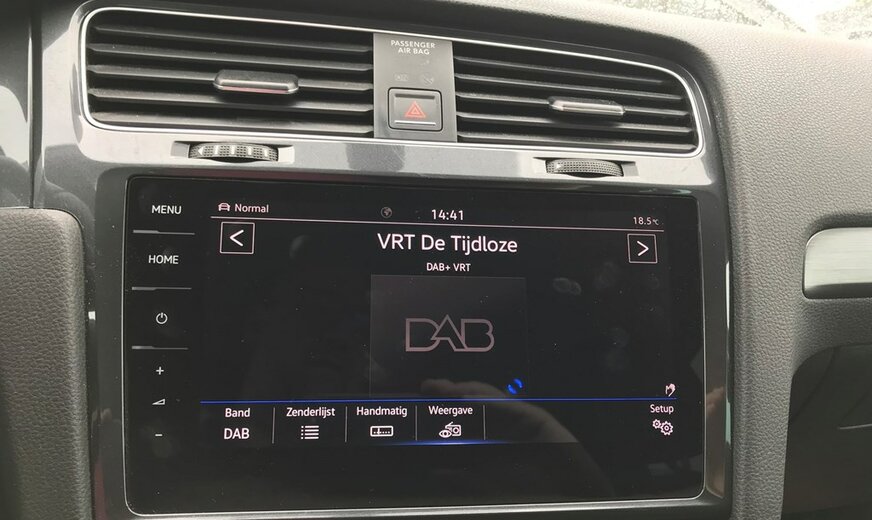 PASSENGER
AIR BAG
MENU
HOME
Normal
14:41
18.5°C
<
VRT De Tijdloze
>
DAB+ VRT
DAB
+
-
Band
DAB
Zenderlijst
Handmatig
Weergave
Setup